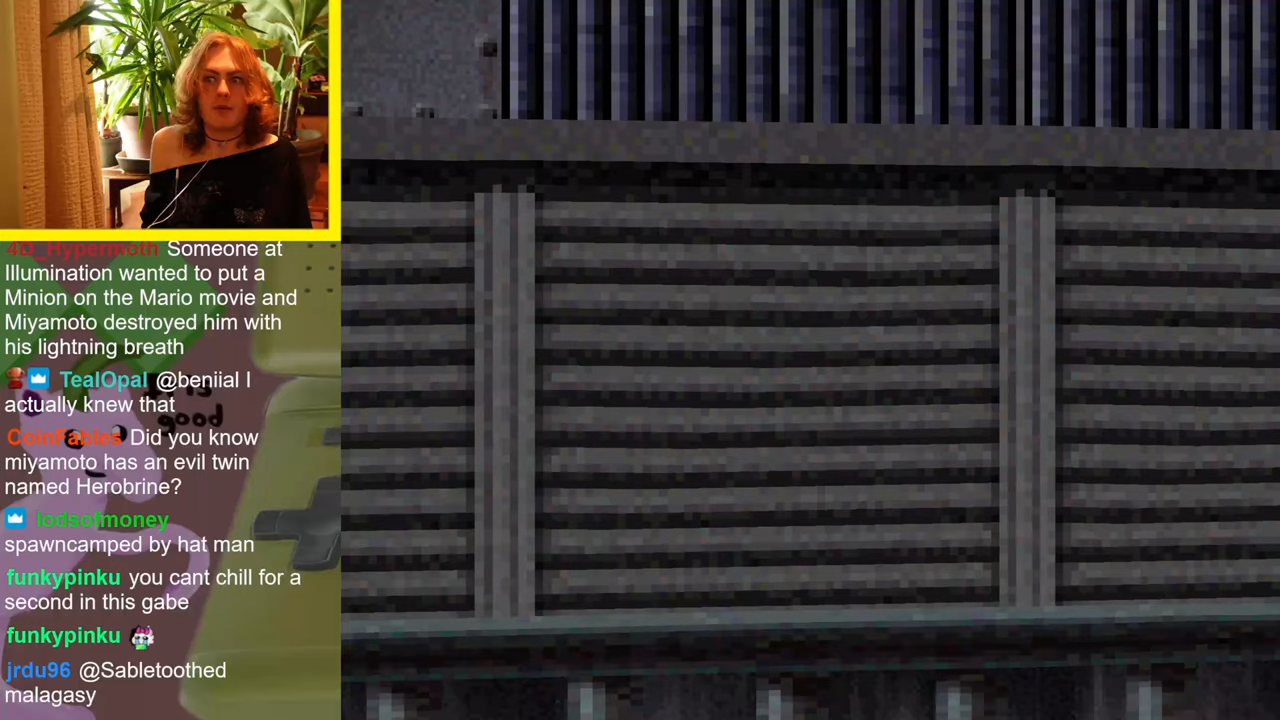 4D_Hypermoth Someone at
Illumination wanted to put a
Minion on the Mario movie and
Miyamoto destroyed him with
his lightning breath
TealOpal @beniial I
actually knew that
good
CoinFables Did you know
miyamoto has an evil twin
named Herobrine?
lodsofmoney
spawncamped by hat man
funkypinku you cant chill for a
second in this gabe
funkypinku
jrdu96 @Sabletoothed
malagasy